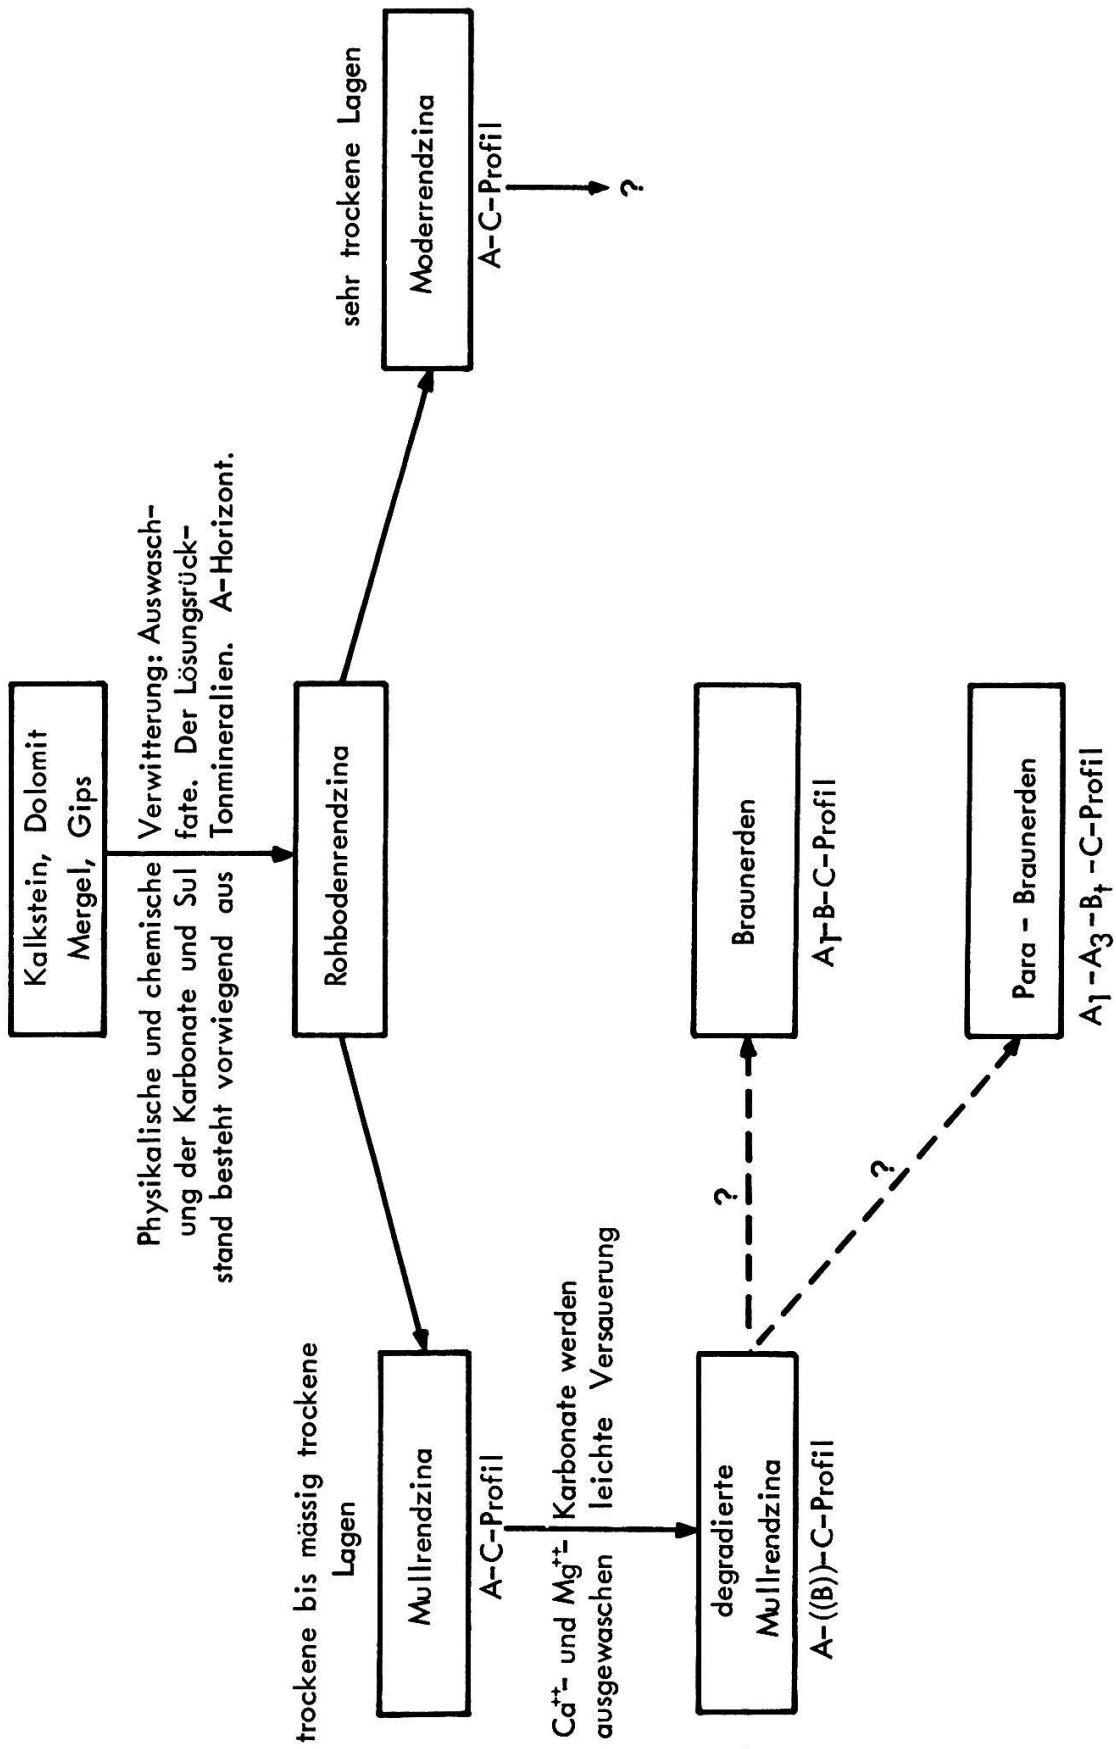 Kalkstein, Dolomit
Mergel, Gips
Physikalische und chemische Verwitterung: Auswasch-
ung der Karbonate und Sul fate. Der Lösungsrück-
stand besteht vorwiegend aus Tonmineralien. A-Horizont.
Rohbodenrendzina
trockene bis mässig trockene
Lagen
Mullrendzina
A-C-Profil
sehr trockene Lagen
Moderrendzina
A-C-Profil
?
Ca⁺⁺- und Mg⁺⁺- Karbonate werden
ausgewaschen leichte Versauerung
degradierte
Mullrendzina
A-((B))-C-Profil
?
Braunerden
A₁-B-C-Profil
?
Para - Braunerden
A₁-A₃-Bₜ-C-Profil